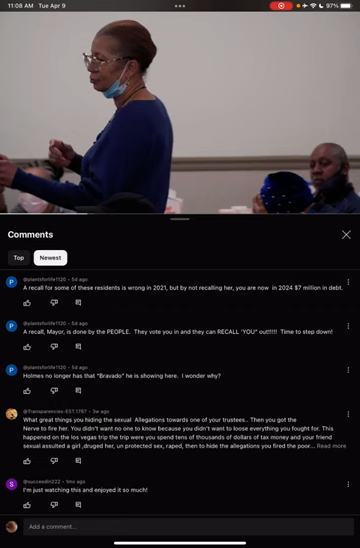 11:08 AM Tue Apr 9
97%
Comments
Top
Newest
P
@plantsforlife1120 • 5d ago
A recall for some of these residents is wrong in 2021, but by not recalling her, you are now in 2024 $7 million in debt.
P
@plantsforlife1120 • 5d ago
A recall, Mayor, is done by the PEOPLE. They vote you in and they can RECALL 'YOU" out!!!!! Time to step down!
P
@plantsforlife1120 • 5d ago
Holmes no longer has that "Bravado" he is showing here. I wonder why?
@Transparencies-EST.1767 • 3w ago
What great things you hiding the sexual Allegations towards one of your trustees.. Then you got the
Nerve to fire her. You didn't want no one to know because you didn't want to loose everything you fought for. This
happened on the los vegas trip the trip were you spend tens of thousands of dollars of tax money and your friend
sexual assulted a girl ,druged her, un protected sex, raped, then to hide the allegations you fired the poor... Read more
S
@succesdin222 • 1mo ago
I'm just watching this and enjoyed it so much!
Add a comment...